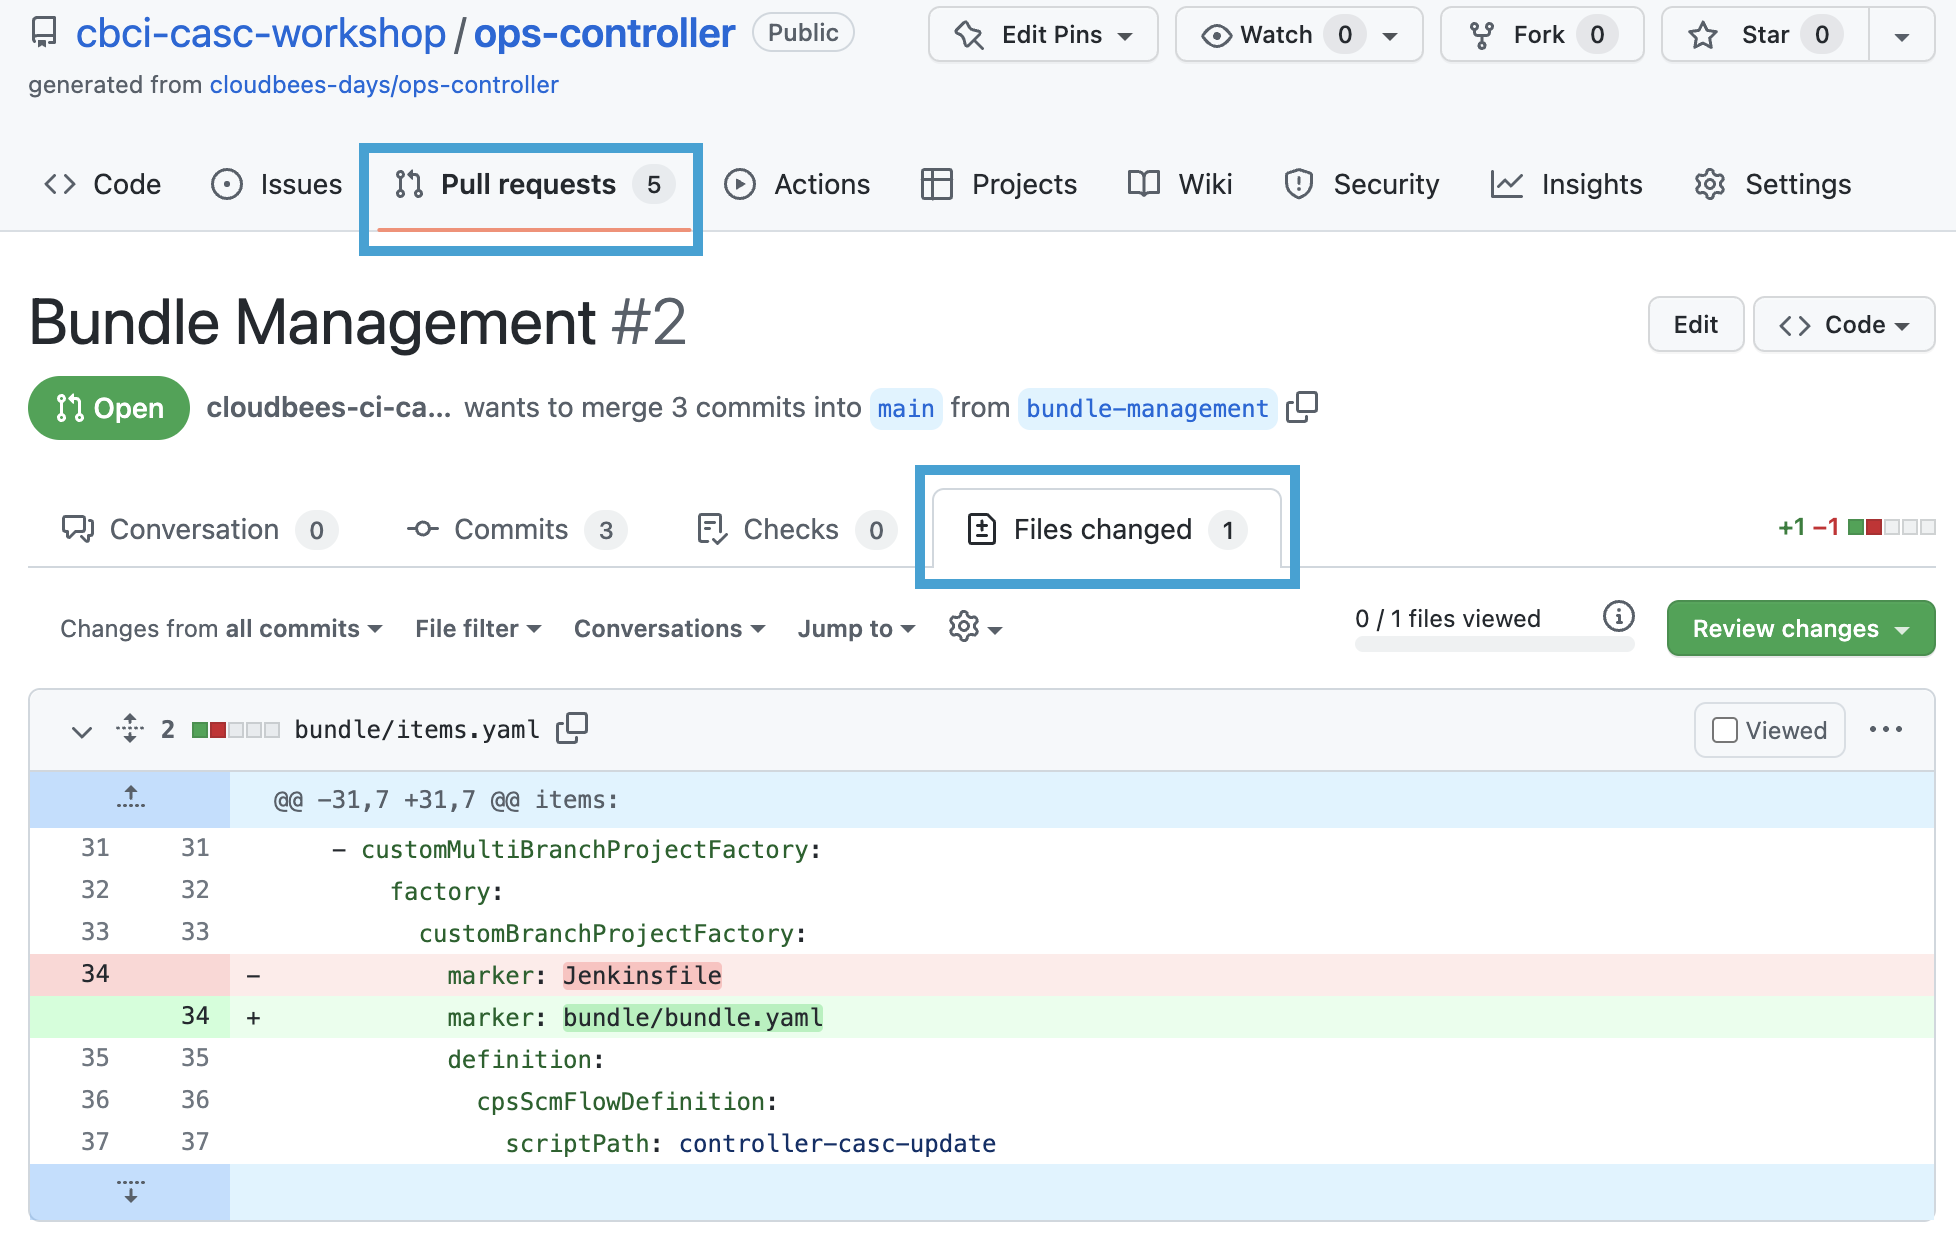 cbci-casc-workshop / ops-controller Public Edit Pins Watch 0 Fork 0 Star 0
generated from cloudbees-days/ops-controller
Code Issues Pull requests 5 Actions Projects Wiki Security Insights Settings
Bundle Management #2 Edit Code
Open cloudbees-ci-ca... wants to merge 3 commits into main from bundle-management
Conversation 0 Commits 3 Checks 0 Files changed 1 +1 −1
Changes from all commits File filter Conversations Jump to 0 / 1 files viewed Review changes
2 bundle/items.yaml Viewed
@@ -31,7 +31,7 @@ items:
31 31 - customMultiBranchProjectFactory:
32 32 factory:
33 33 customBranchProjectFactory:
34 - marker: Jenkinsfile
34 + marker: bundle/bundle.yaml
35 35 definition:
36 36 cpsScmFlowDefinition:
37 37 scriptPath: controller-casc-update